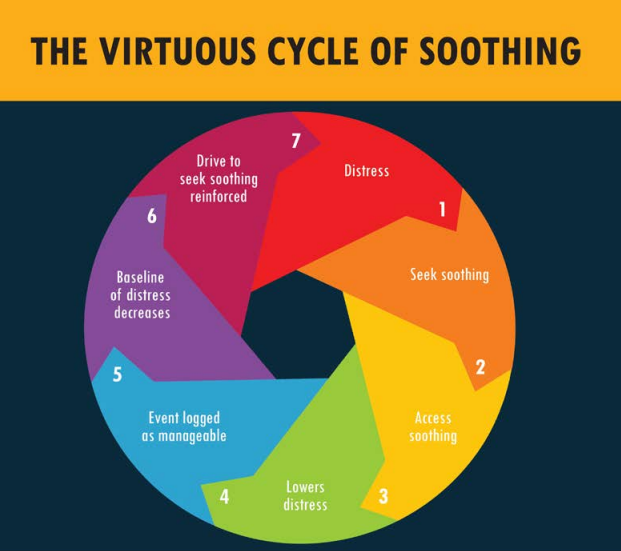 THE VIRTUOUS CYCLE OF SOOTHING
Distress
1
Seek soothing
2
Access
soothing
3
Lowers
distress
4
Event logged
as manageable
5
Baseline
of distress
decreases
6
Drive to
seek soothing
reinforced
7